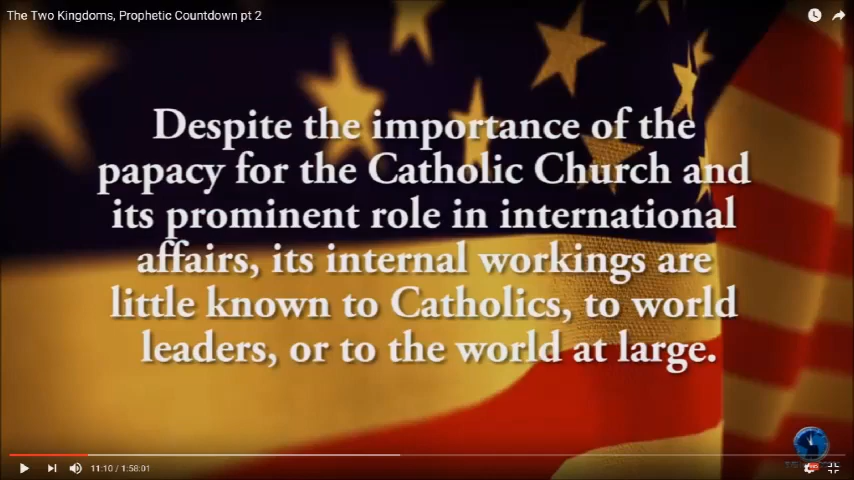 The Two Kingdoms, Prophetic Countdown pt 2
Despite the importance of the
papacy for the Catholic Church and
its prominent role in international
affairs, its internal workings are
little known to Catholics, to world
leaders, or to the world at large.
11:10 / 1:58:01